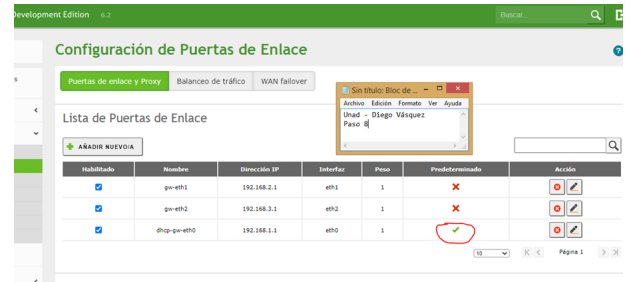 Development Edition 6.2 Buscar...
Configuración de Puertas de Enlace
Puertas de enlace y Proxy Balanceo de tráfico WAN failover
Sin título: Bloc de ...
Archivo Edición Formato Ver Ayuda
Unad - Diego Vásquez
Paso 8
Lista de Puertas de Enlace
AÑADIR NUEVO/A
Habilitado Nombre Dirección IP Interfaz Peso Predeterminado Acción
gw-eth1 192.168.2.1 eth1 1
gw-eth2 192.168.3.1 eth2 1
dhcp-gw-eth0 192.168.1.1 eth0 1
10 Página 1